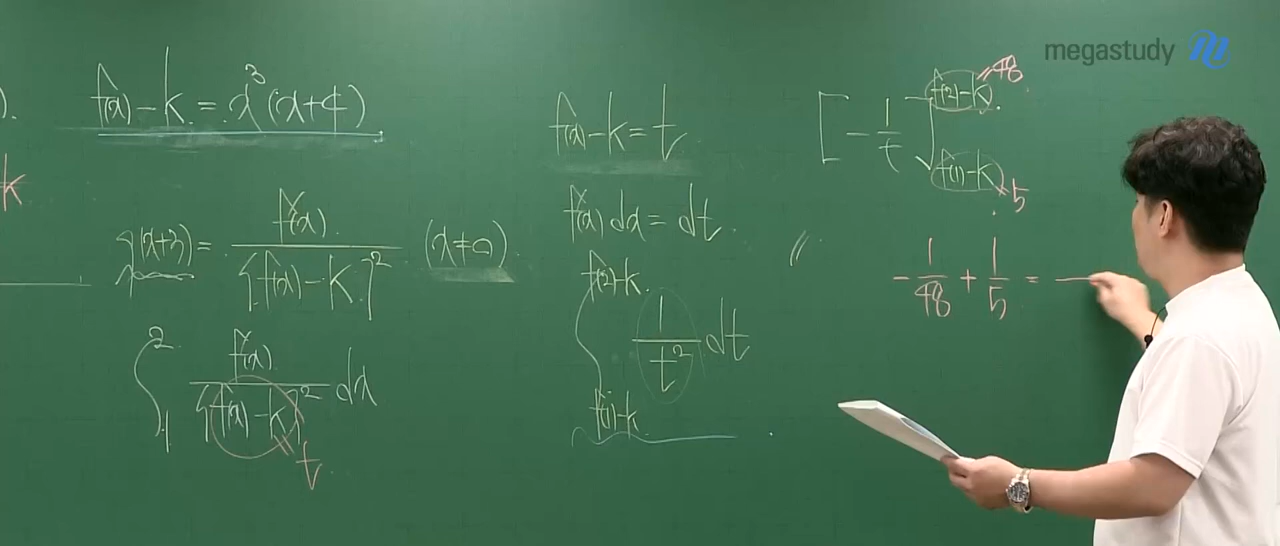 megastudy
).
k
f(x) - k = x³(x+4)
g(x+3) = f'(x) / {f(x) - k}² (x≠0)
∫₁² f'(x) / {f(x) - k}² dx
t
f(x) - k = t
f'(x) dx = dt
∫_{f(1)-k}^{f(2)-k} 1/t² dt
[ - 1/t ]_{f(1)-k}^{f(2)-k}
48
5
- 1/48 + 1/5 =